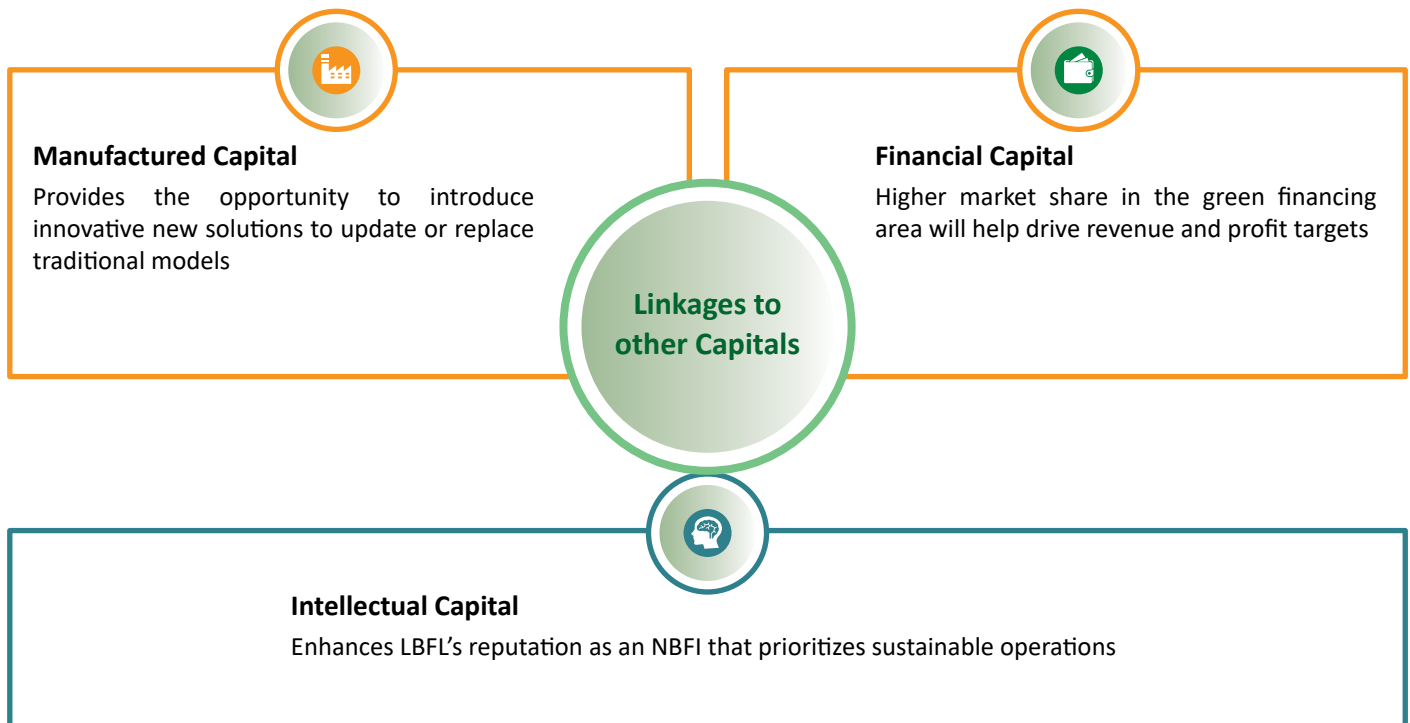 Manufactured Capital
Provides the opportunity to introduce
innovative new solutions to update or replace
traditional models
Financial Capital
Higher market share in the green financing
area will help drive revenue and profit targets
Linkages to
other Capitals
Intellectual Capital
Enhances LBFL’s reputation as an NBFI that prioritizes sustainable operations